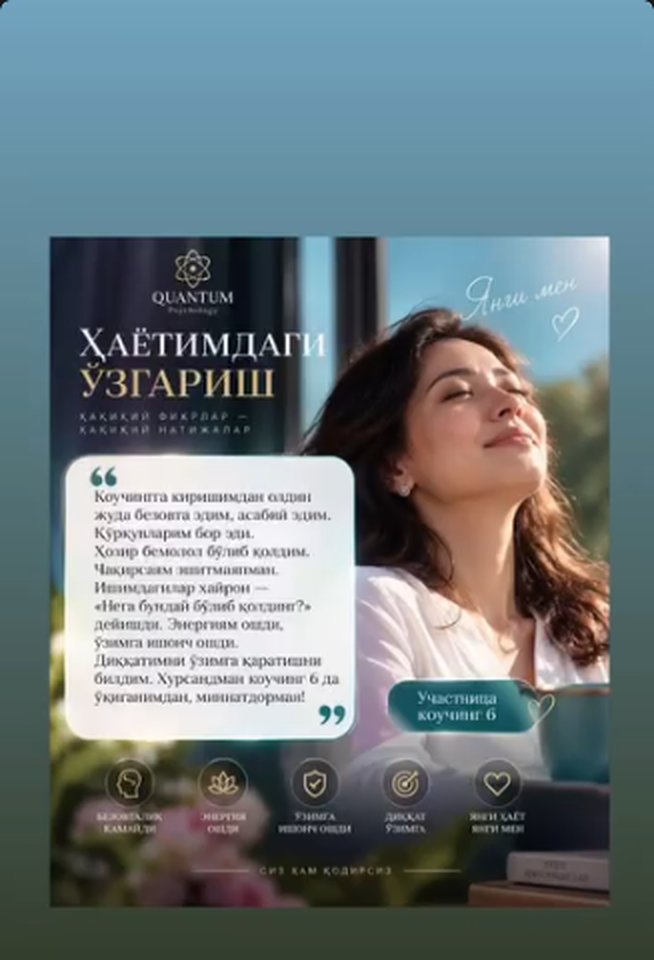 QUANTUM
Psychology
Янги мен
ҲАЁТИМДАГИ
ЎЗГАРИШ
ҲАҚИҚИЙ ФИКРЛАР —
ҲАҚИҚИЙ НАТИЖАЛАР
“
Коучингга киришимдан олдин
жуда безовта эдим, асабий эдим.
Қўрқувларим бор эди.
Ҳозир бемолол бўлиб қолдим.
Чақирсаям эшитмаяпман.
Ишимдагилар хайрон —
«Нега бундай бўлиб қолдинг?»
дейишди. Энергиям ошди,
ўзимга ишонч ошди.
Диққатимни ўзимга қаратишни
билдим. Хурсандман коучинг 6 да
ўқиганимдан, миннатдорман!
”
Участница
коучинг 6
БЕЗОВТАЛИК
КАМАЙДИ
ЭНЕРГИЯ
ОШДИ
ЎЗИМГА
ИШОНЧ ОШДИ
ДИҚҚАТ
ЎЗИМГА
ЯНГИ ҲАЁТ
ЯНГИ МЕН
СИЗ ҲАМ ҚОДИРСИЗ